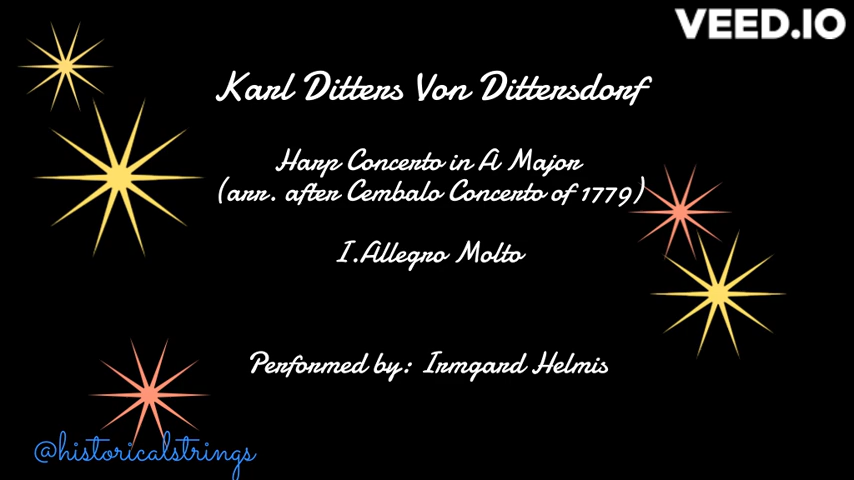 VEED.IO
Karl Ditters Von Dittersdorf
Harp Concerto in A Major
(arr. after Cembalo Concerto of 1779)
I.Allegro Molto
Performed by: Irmgard Helmis
@historicalstrings